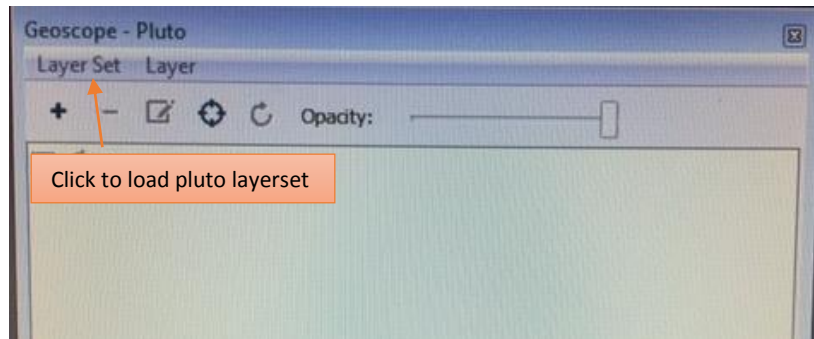 Geoscope - Pluto
Layer Set Layer
Opacity:
Click to load pluto layerset